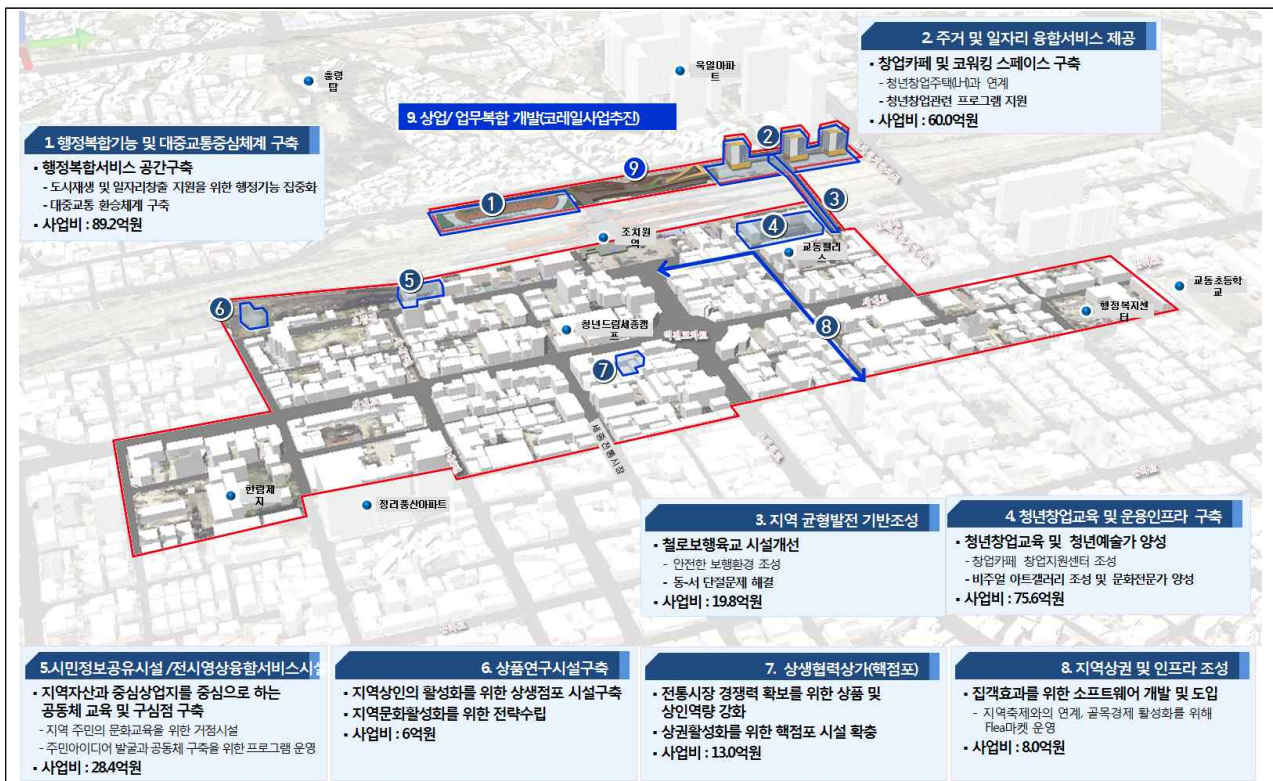 충령
탑
욱일아파
트
2. 주거 및 일자리 융합서비스 제공
▪ 창업카페 및 코워킹 스페이스 구축
- 청년창업주택(LH)과 연계
- 청년창업관련 프로그램 지원
▪ 사업비 : 60.0억원
9. 상업/ 업무복합 개발(코레일사업추진)
1. 행정복합기능 및 대중교통중심체계 구축
▪ 행정복합서비스 공간구축
- 도시재생 및 일자리창출 지원을 위한 행정기능 집중화
- 대중교통 환승체계 구축
▪ 사업비 : 89.2억원
2
9
1
3
4
조치원
역
교동펠리
스
5
6
교동초등학
교
행정복지센
터
청년드림세종캠
프
8
7
세종전통시장
한림제
지
정리풍산아파트
3. 지역 균형발전 기반조성
▪ 철로보행육교 시설개선
- 안전한 보행환경 조성
- 동-서 단절문제 해결
▪ 사업비 : 19.8억원
4. 청년창업교육 및 운용인프라 구축
▪ 청년창업교육 및 청년예술가 양성
- 창업카페 창업지원센터 조성
- 비주얼 아트갤러리 조성 및 문화전문가 양성
▪ 사업비 : 75.6억원
5.시민정보공유시설 /전시영상융합서비스시설
▪ 지역자산과 중심상업지를 중심으로 하는
공동체 교육 및 구심점 구축
- 지역 주민의 문화교육을 위한 거점시설
- 주민아이디어 발굴과 공동체 구축을 위한 프로그램 운영
▪ 사업비 : 28.4억원
6. 상품연구시설구축
▪ 지역상인의 활성화를 위한 상생점포 시설구축
▪ 지역문화활성화를 위한 전략수립
▪ 사업비 : 6억원
7. 상생협력상가(핵점포)
▪ 전통시장 경쟁력 확보를 위한 상품 및
상인역량 강화
▪ 상권활성화를 위한 핵점포 시설 확충
▪ 사업비 : 13.0억원
8. 지역상권 및 인프라 조성
▪ 집객효과를 위한 소프트웨어 개발 및 도입
- 지역축제와의 연계, 골목경제 활성화를 위해
Flea마켓 운영
▪ 사업비 : 8.0억원